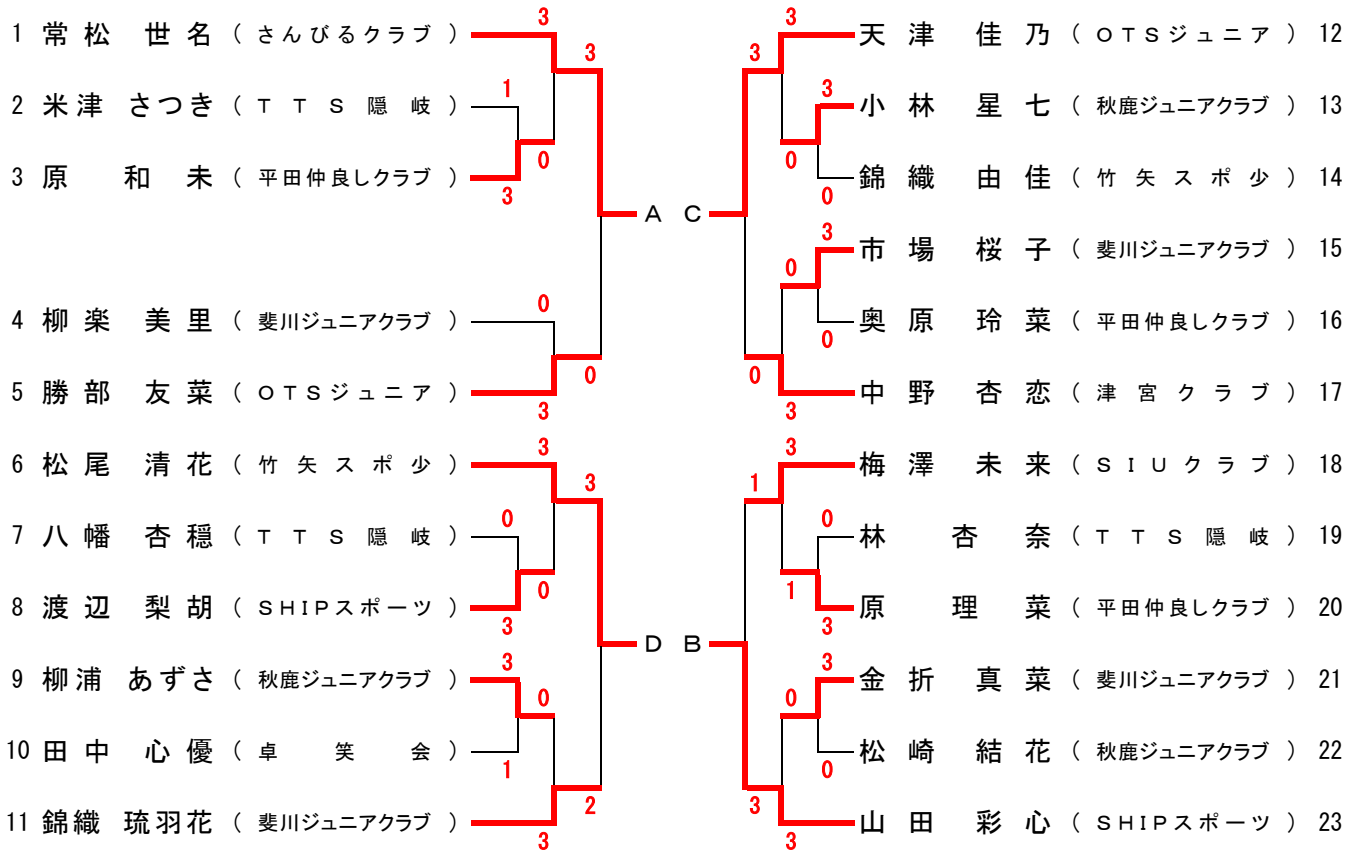 3
3
1 常松 世名 ( さんびるクラブ )
3
1
2 米津 さつき ( TTS隠岐 )
0
3 原 和未 ( 平田仲良しクラブ )
3
A
0
4 柳楽 美里 ( 斐川ジュニアクラブ )
0
5 勝部 友菜 ( OTSジュニア )
3
3
6 松尾 清花 ( 竹矢スポ少 )
3
0
7 八幡 杏穏 ( TTS隠岐 )
0
8 渡辺 梨胡 ( SHIPスポーツ )
3
D
3
9 柳浦 あずさ ( 秋鹿ジュニアクラブ )
0
10 田中 心優 ( 卓笑会 )
1
2
11 錦織 琉羽花 ( 斐川ジュニアクラブ )
3
3
天津 佳乃 ( OTSジュニア ) 12
3
小林 星七 ( 秋鹿ジュニアクラブ ) 13
0
錦織 由佳 ( 竹矢スポ少 ) 14
0
C
3
市場 桜子 ( 斐川ジュニアクラブ ) 15
0
奥原 玲菜 ( 平田仲良しクラブ ) 16
0
0
中野 杏恋 ( 津宮クラブ ) 17
3
3
梅澤 未来 ( SIUクラブ ) 18
1
0
林 杏奈 ( TTS隠岐 ) 19
1
原 理菜 ( 平田仲良しクラブ ) 20
3
B
3
金折 真菜 ( 斐川ジュニアクラブ ) 21
0
松崎 結花 ( 秋鹿ジュニアクラブ ) 22
0
3
山田 彩心 ( SHIPスポーツ ) 23
3